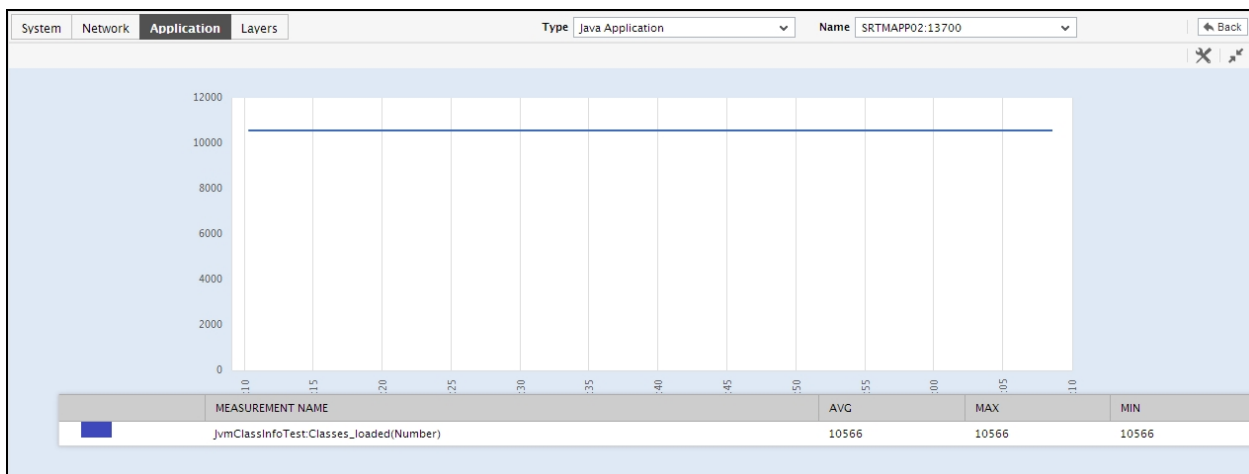 System Network Application Layers Type Java Application Name SRTMAPP02:13700 Back
12000
10000
8000
6000
4000
2000
0
:10 :15 :20 :25 :30 :35 :40 :45 :50 :55 :00 :05 :10
MEASUREMENT NAME AVG MAX MIN
JvmClassInfoTest:Classes_loaded(Number) 10566 10566 10566